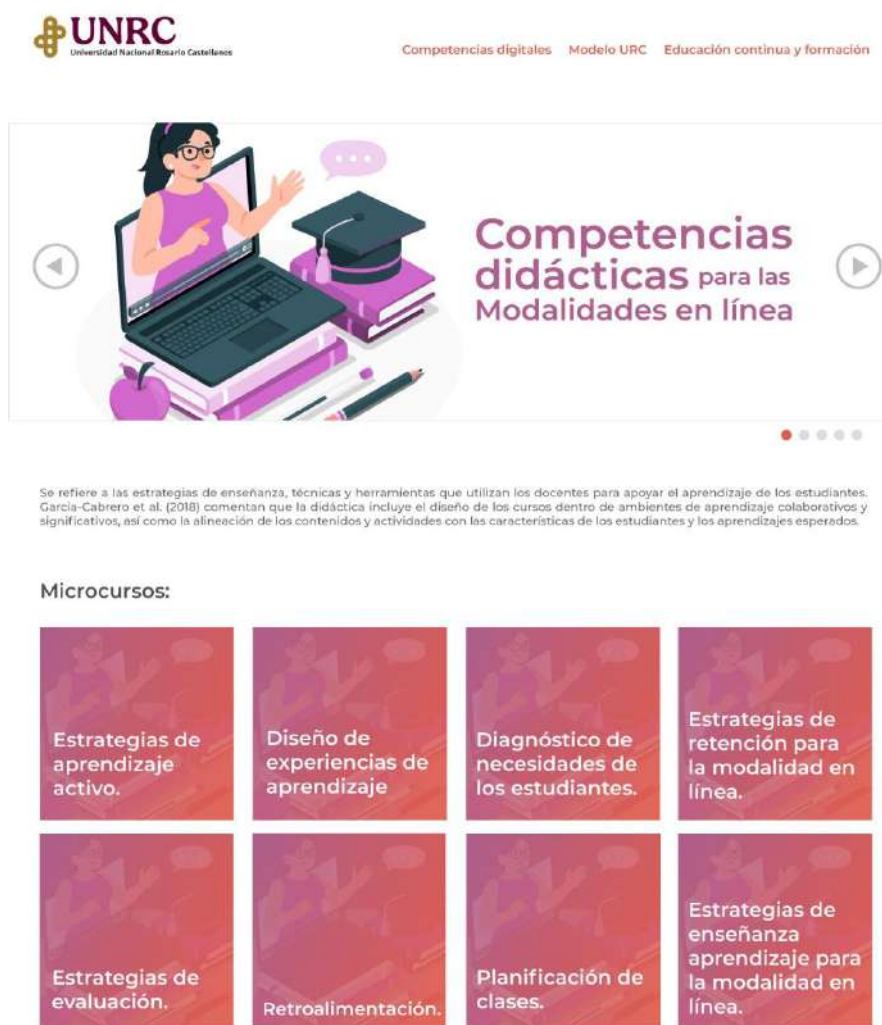 UNRC
Universidad Nacional Rosario Castellanos
Competencias digitales Modelo URC Educación continua y formación
Competencias
didácticas para las
Modalidades en línea
Se refiere a las estrategias de enseñanza, técnicas y herramientas que utilizan los docentes para apoyar el aprendizaje de los estudiantes.
García-Cabrero et al. (2018) comentan que la didáctica incluye el diseño de los cursos dentro de ambientes de aprendizaje colaborativos y
significativos, así como la alineación de los contenidos y actividades con las características de los estudiantes y los aprendizajes esperados.
Microcursos:
Estrategias de
aprendizaje
activo.
Diseño de
experiencias de
aprendizaje
Diagnóstico de
necesidades de
los estudiantes.
Estrategias de
retención para
la modalidad en
línea.
Estrategias de
evaluación.
Retroalimentación.
Planificación de
clases.
Estrategias de
enseñanza
aprendizaje para
la modalidad en
línea.